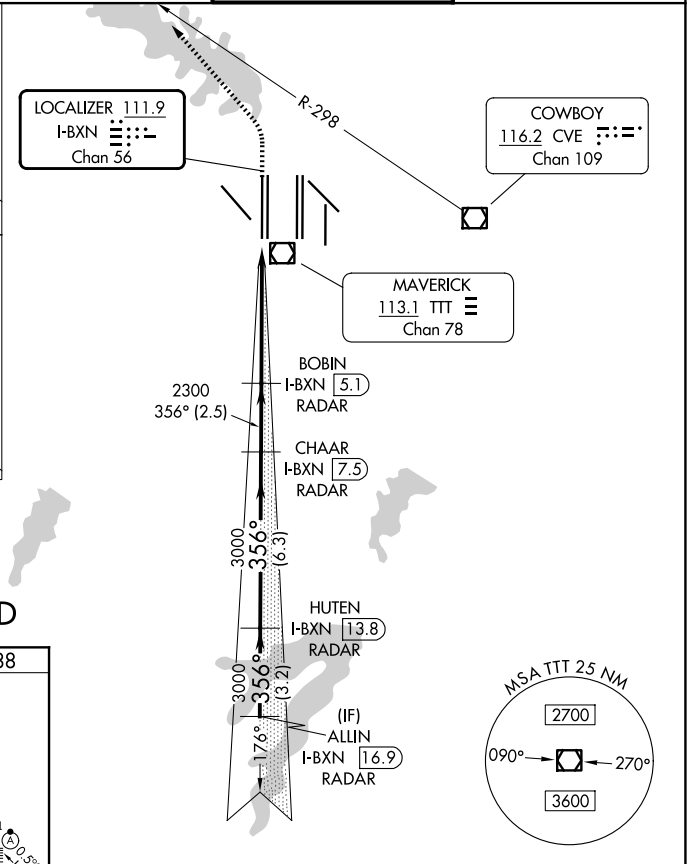 R-298
LOCALIZER 111.9
I-BXN
Chan 56
COWBOY
116.2 CVE
Chan 109
MAVERICK
113.1 TTT
Chan 78
BOBIN
I-BXN 5.1
RADAR
2300
356° (2.5)
CHAAR
I-BXN 7.5
RADAR
3000
356°
(6.3)
HUTEN
I-BXN 13.8
RADAR
3000
356°
(3.2)
(IF)
ALLIN
I-BXN 16.9
RADAR
176°
MSA TTT 25 NM
2700
090°
270°
3600
D
38
A
0.5%